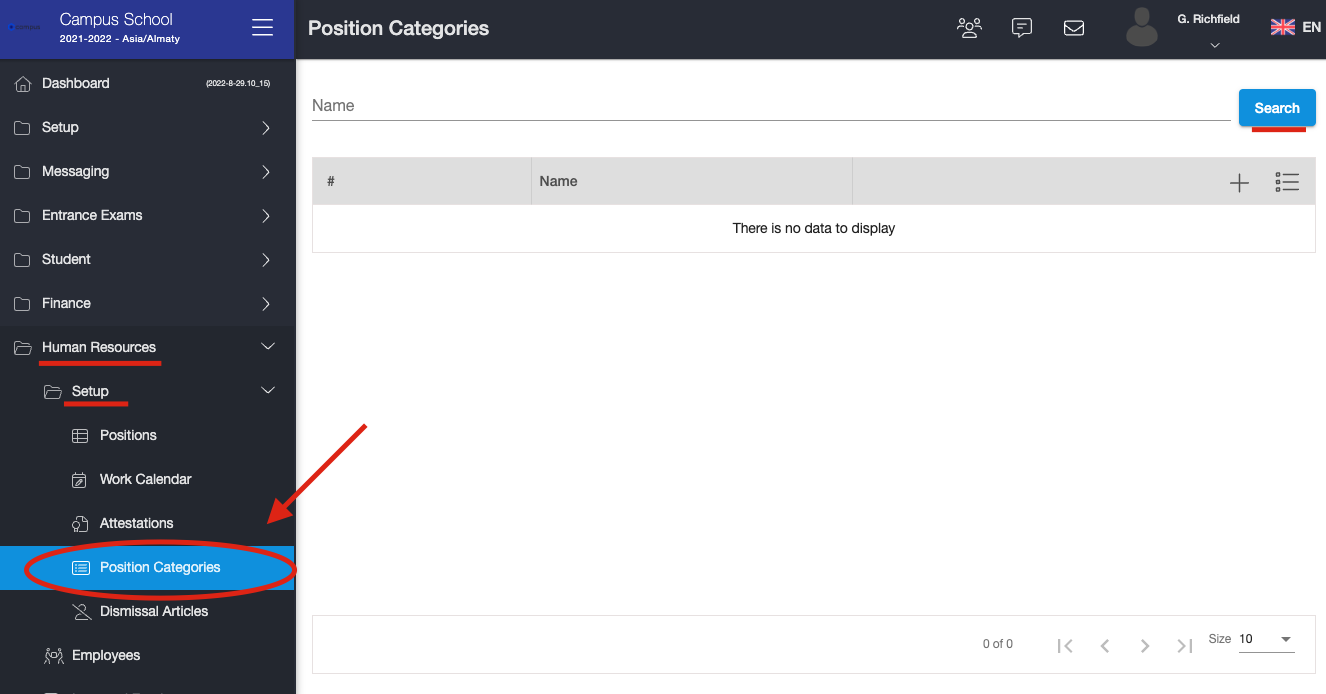 Campus School
2021-2022 - Asia/Almaty
Position Categories
G. Richfield
EN
Dashboard
(2022-8-29.10_15)
Setup
Messaging
Entrance Exams
Student
Finance
Human Resources
Setup
Positions
Work Calendar
Attestations
Position Categories
Dismissal Articles
Employees
Name
Search
# Name
There is no data to display
0 of 0
Size 10